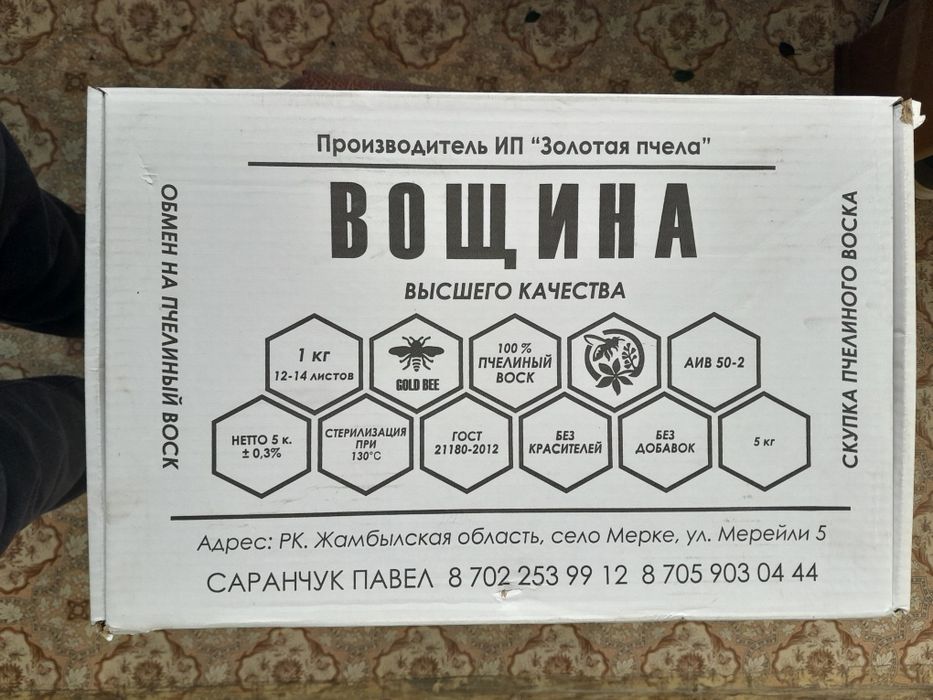 Производитель ИП “Золотая пчела”
ВОЩИНА
ВЫСШЕГО КАЧЕСТВА
ОБМЕН НА ПЧЕЛИНЫЙ ВОСК
СКУПКА ПЧЕЛИНОГО ВОСКА
1 КГ
12-14 ЛИСТОВ
GOLD BEE
100 %
ПЧЕЛИНЫЙ
ВОСК
АИВ 50-2
НЕТТО 5 к.
± 0,3%
СТЕРИЛИЗАЦИЯ
ПРИ
130°С
ГОСТ
21180-2012
БЕЗ
КРАСИТЕЛЕЙ
БЕЗ
ДОБАВОК
5 кг
Адрес: РК. Жамбылская область, село Мерке, ул. Мерейли 5
САРАНЧУК ПАВЕЛ 8 702 253 99 12 8 705 903 04 44